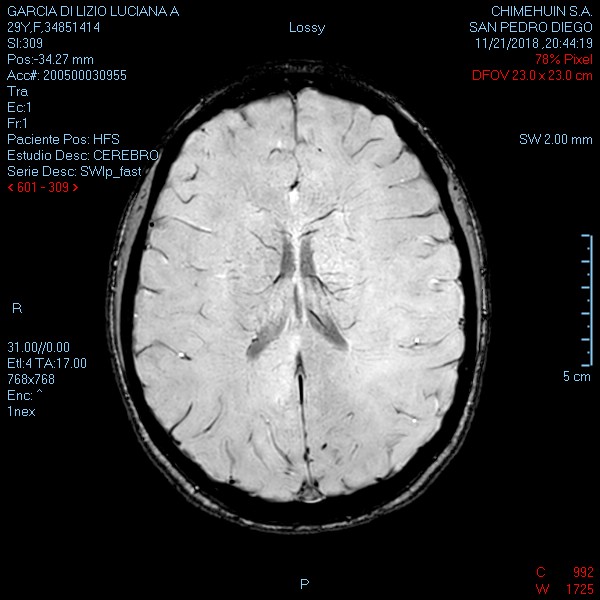 GARCIA DI LIZIO LUCIANA A
29Y,F,34851414
Sl:309
Pos:-34.27 mm
Acc#: 200500030955
Tra
Ec:1
Fr:1
Paciente Pos: HFS
Estudio Desc: CEREBRO
Serie Desc: SWIp_fast
< 601 - 309 >
Lossy
CHIMEHUIN S.A.
SAN PEDRO DIEGO
11/21/2018 ,20:44:19
78% Pixel
DFOV 23.0 x 23.0 cm
SW 2.00 mm
R
31.00//0.00
Etl:4 TA:17.00
768x768
Enc: ^
1nex
5 cm
P
C 992
W 1725